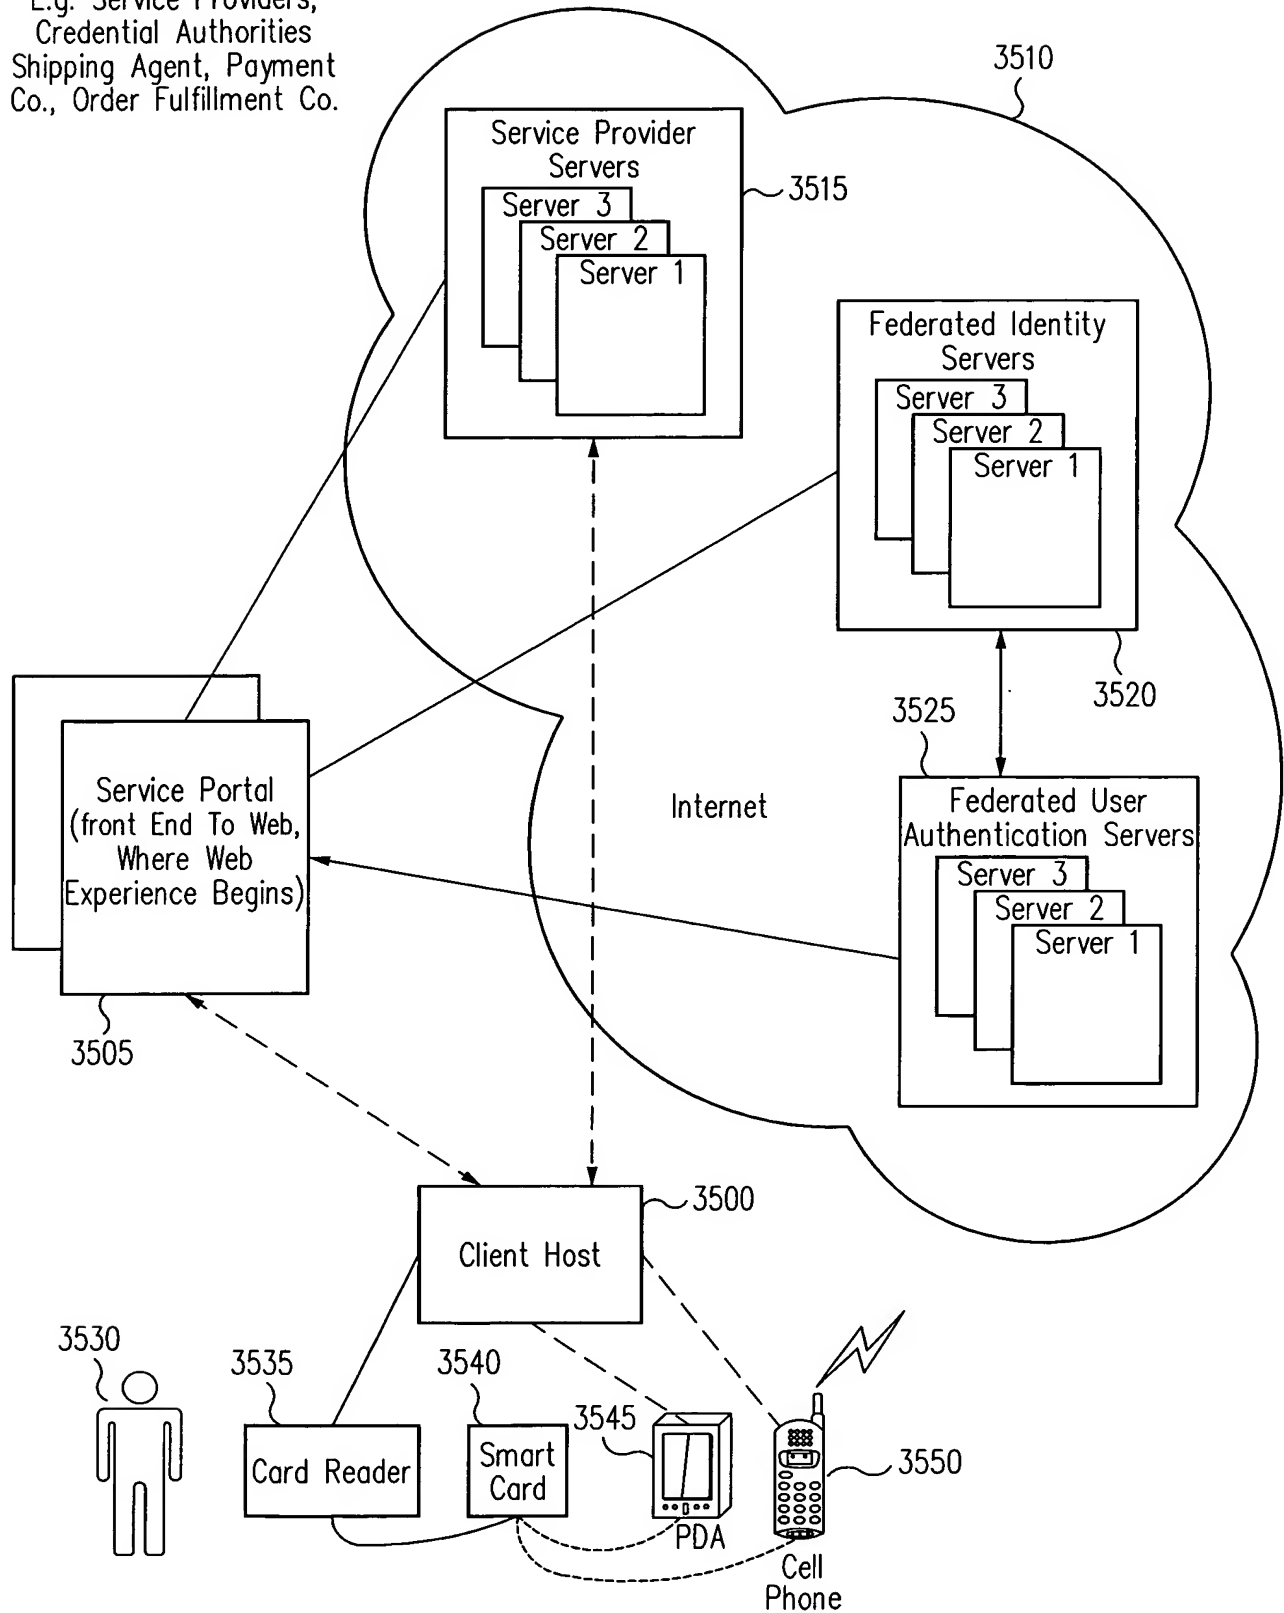 E.g. Service Providers,
Credential Authorities
Shipping Agent, Payment
Co., Order Fulfillment Co.
3510
Service Provider
Servers
3515
Server 3
Server 2
Server 1
Federated Identity
Servers
Server 3
Server 2
Server 1
3520
3525
Service Portal
(front End To Web,
Where Web
Experience Begins)
Internet
Federated User
Authentication Servers
Server 3
Server 2
Server 1
3505
3500
Client Host
3530
3535
3540
3545
Card Reader
Smart
Card
3550
PDA
Cell
Phone